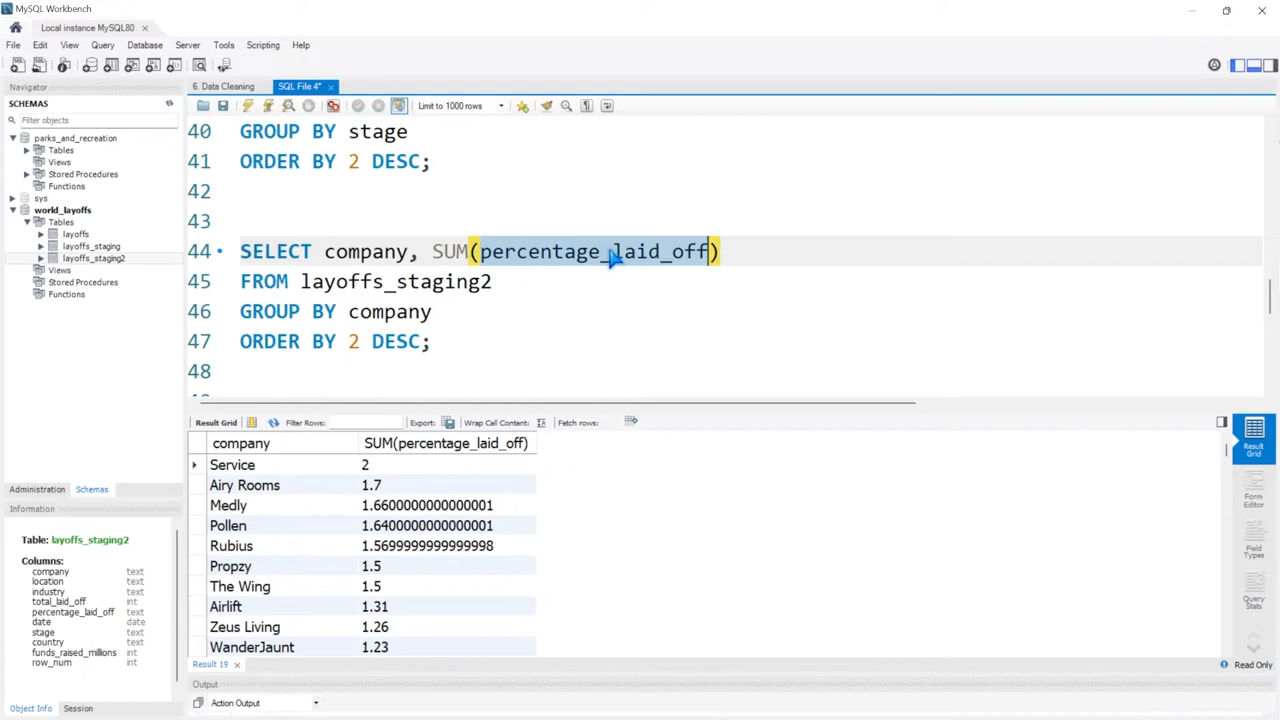 MySQL Workbench
Local instance MySQL80
File Edit View Query Database Server Tools Scripting Help
Navigator
SCHEMAS
Filter objects
parks_and_recreation
Tables
Views
Stored Procedures
Functions
sys
world_layoffs
Tables
layoffs
layoffs_staging
layoffs_staging2
Views
Stored Procedures
Functions
Administration Schemas
Information
Table: layoffs_staging2
Columns:
company text
location text
industry text
total_laid_off int
percentage_laid_off text
date date
stage text
country text
funds_raised_millions int
row_num int
Object Info Session
6. Data Cleaning SQL File 4*
Limit to 1000 rows
40 GROUP BY stage
41 ORDER BY 2 DESC;
42
43
44 SELECT company, SUM(percentage_laid_off)
45 FROM layoffs_staging2
46 GROUP BY company
47 ORDER BY 2 DESC;
48
Result Grid Filter Rows: Export: Wrap Cell Content: Fetch rows:
company SUM(percentage_laid_off)
Service 2
Airy Rooms 1.7
Medly 1.6600000000000001
Pollen 1.6400000000000001
Rubius 1.5699999999999998
Propzy 1.5
The Wing 1.5
Airlift 1.31
Zeus Living 1.26
WanderJaunt 1.23
Result 19
Read Only
Output
Action Output
Result Grid
Form Editor
Field Types
Query Stats